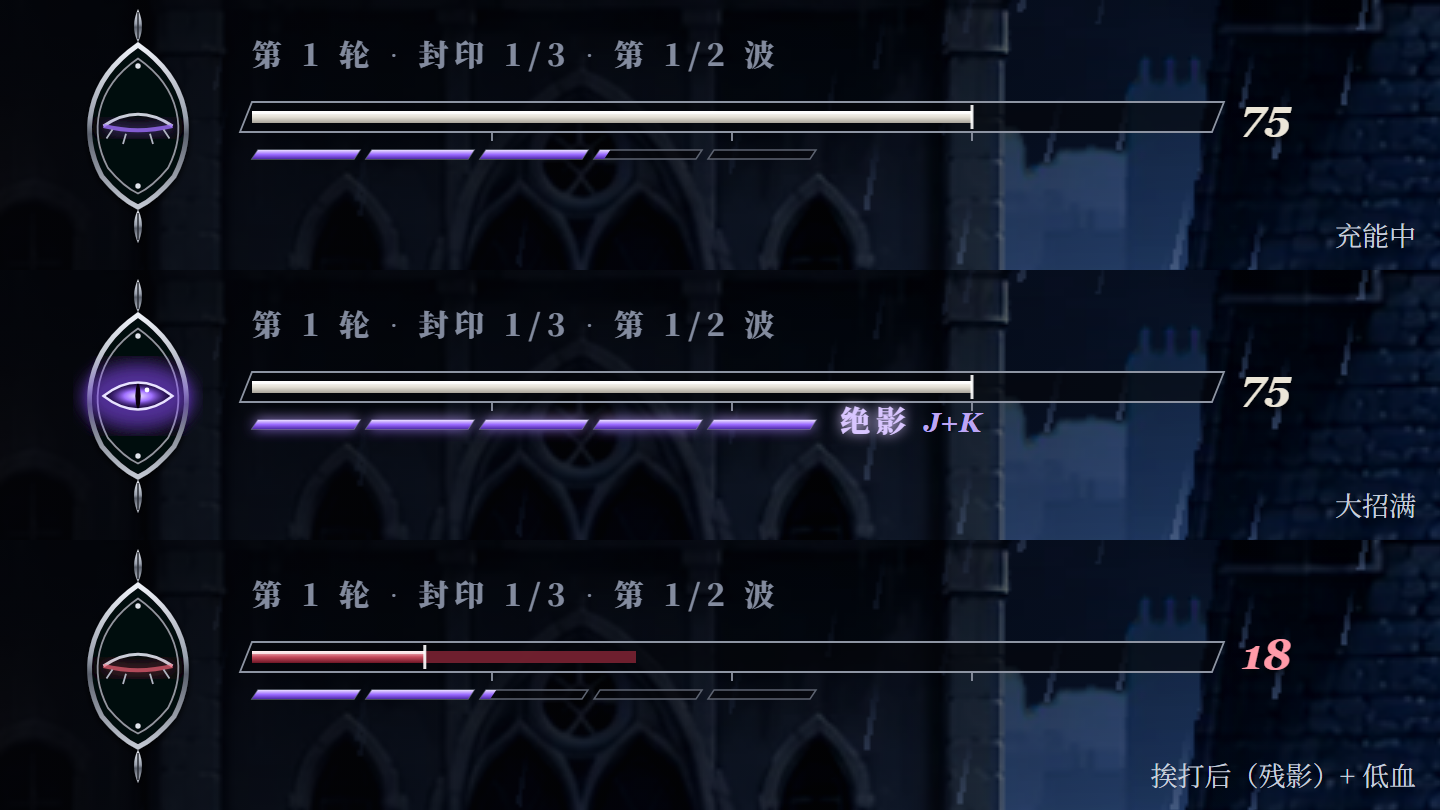 第 1 轮 · 封印 1/3 · 第 1/2 波
75
充能中
第 1 轮 · 封印 1/3 · 第 1/2 波
75
绝影 J+K
大招满
第 1 轮 · 封印 1/3 · 第 1/2 波
18
挨打后（残影）+ 低血